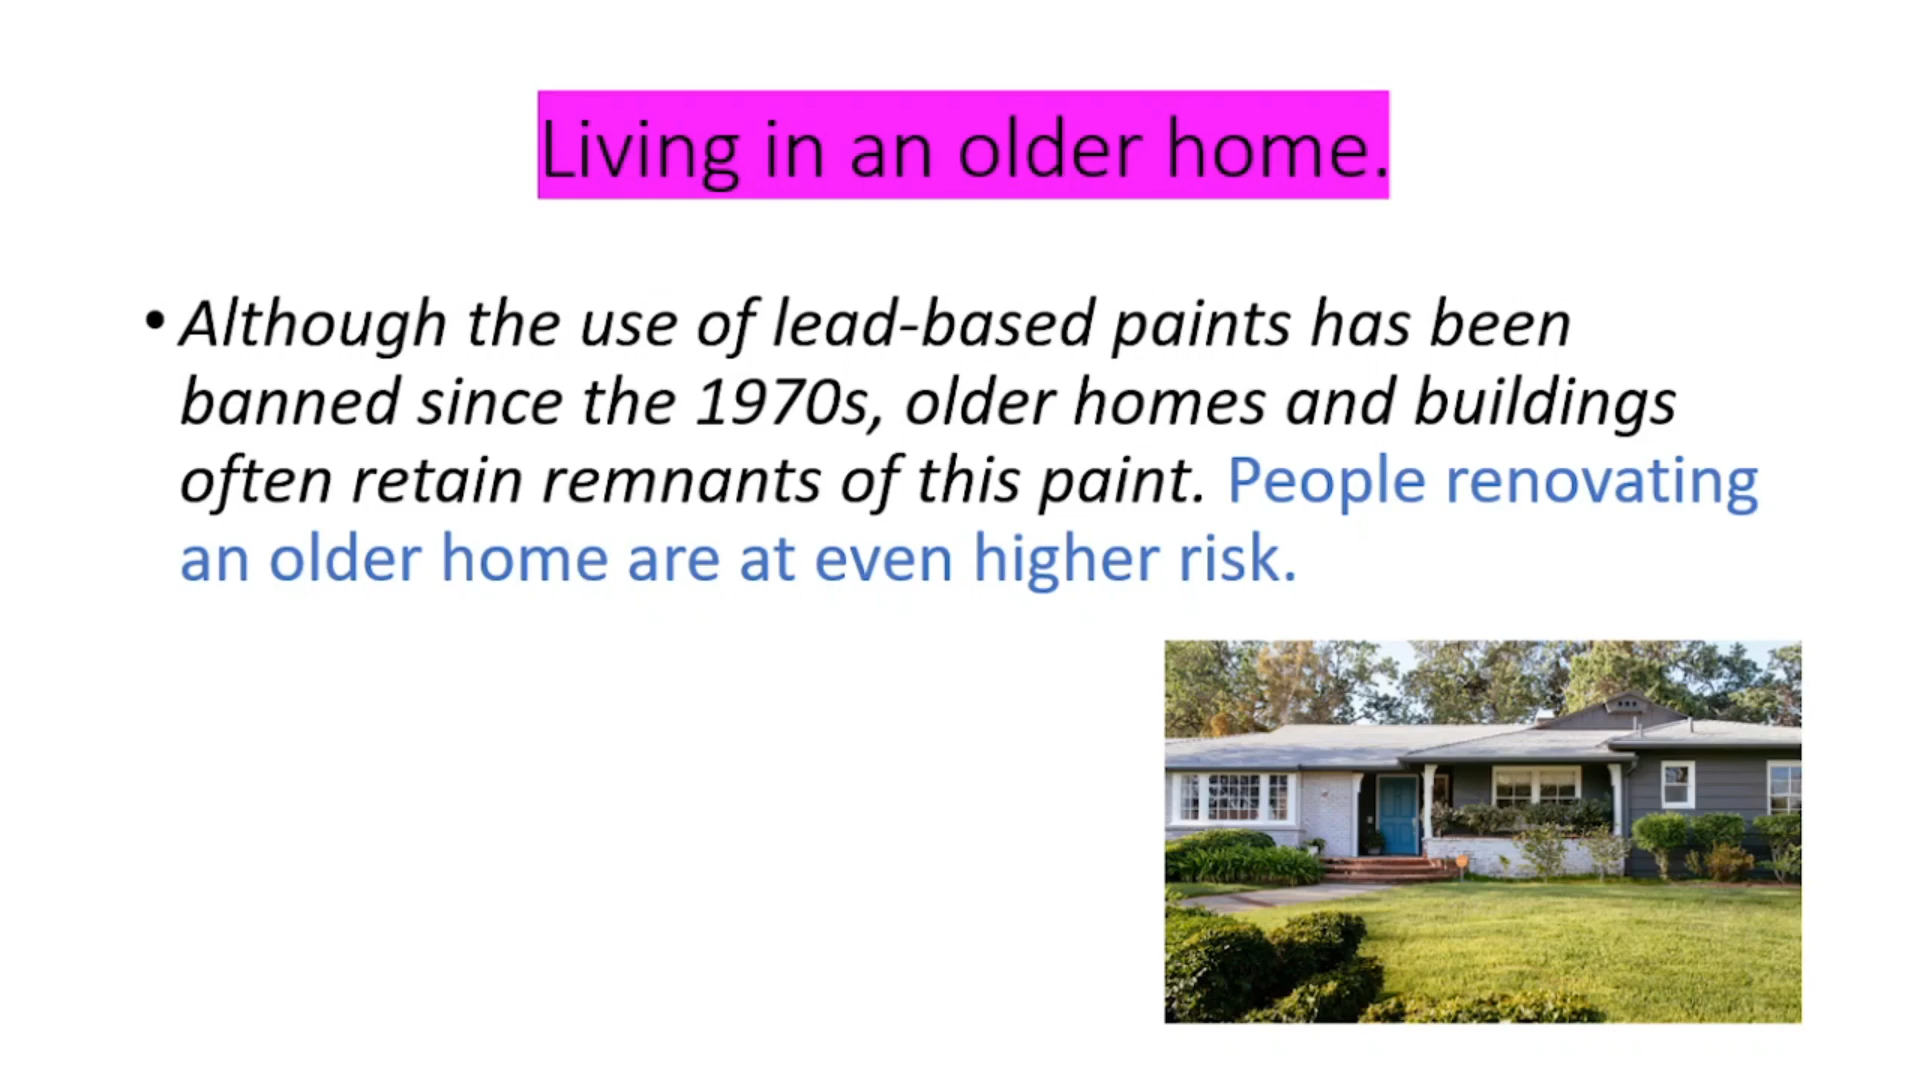 Living in an older home.
• Although the use of lead-based paints has been
banned since the 1970s, older homes and buildings
often retain remnants of this paint. People renovating
an older home are at even higher risk.